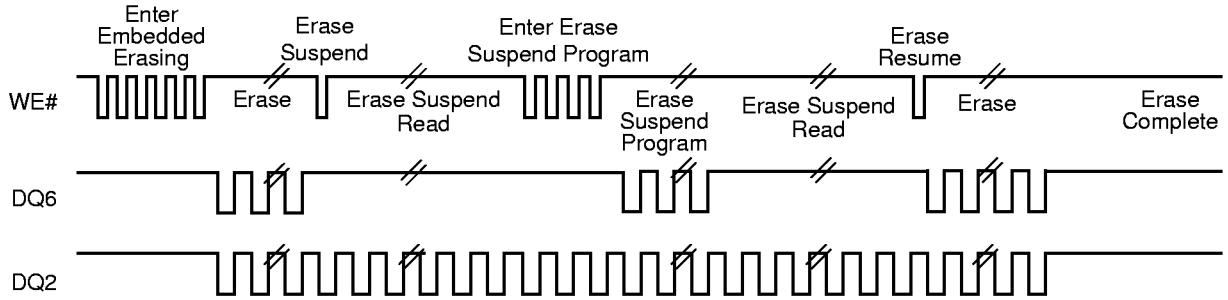 Enter
Embedded
Erasing
Erase
Suspend
Enter Erase
Suspend Program
Erase
Resume
WE#
Erase
Erase Suspend
Read
Erase
Suspend
Program
Erase Suspend
Read
Erase
Erase
Complete
DQ6
DQ2